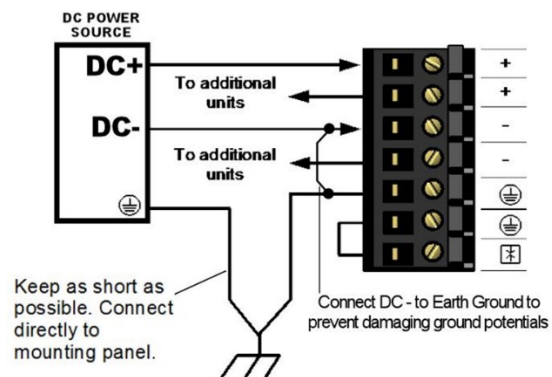 DC POWER
SOURCE
DC+
To additional
units
DC-
To additional
units
+
+
-
-
Keep as short as
possible. Connect
directly to
mounting panel.
Connect DC - to Earth Ground to
prevent damaging ground potentials